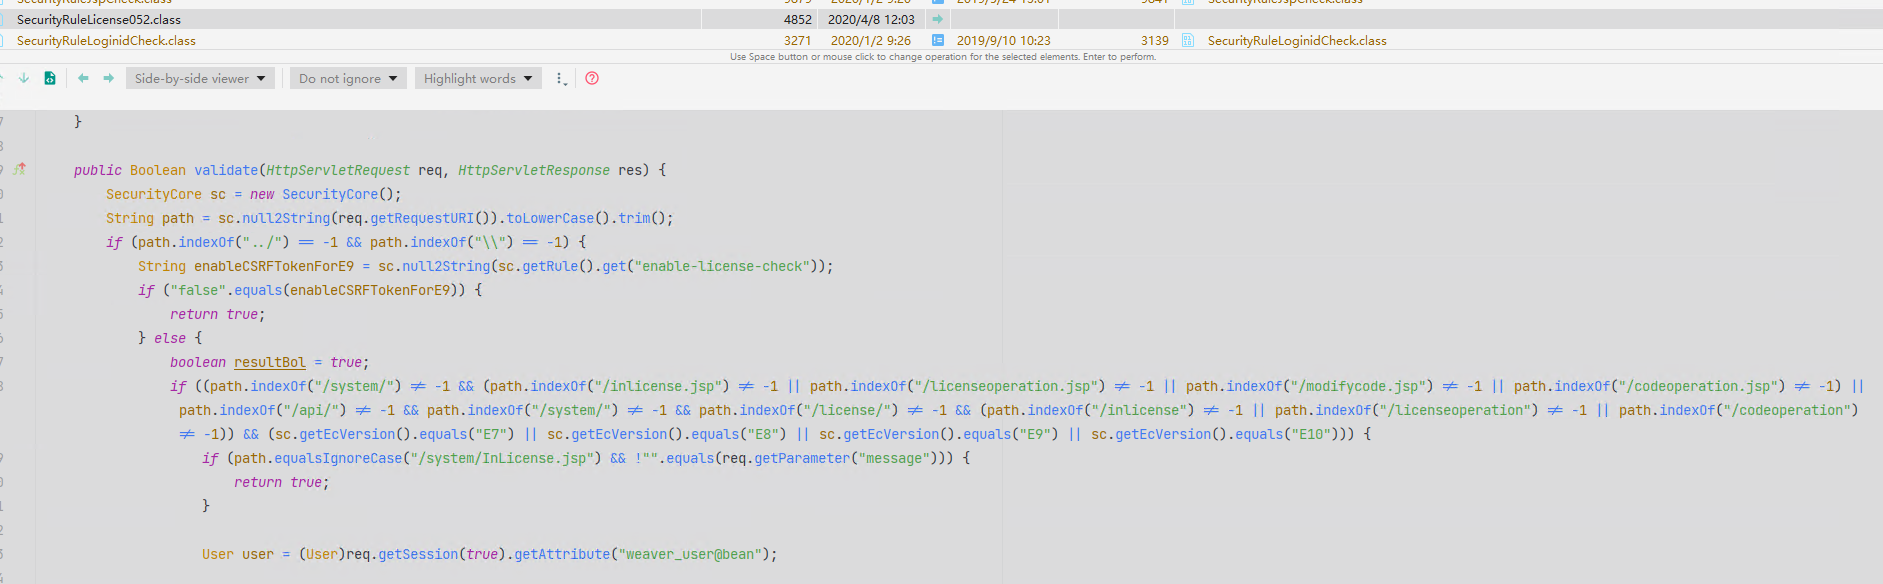 SecurityRuleLicense052.class 4852 2020/4/8 12:03
SecurityRuleLoginidCheck.class 3271 2020/1/2 9:26 2019/9/10 10:23 3139 SecurityRuleLoginidCheck.class
Use Space button or mouse click to change operation for the selected elements. Enter to perform.
Side-by-side viewer Do not ignore Highlight words
}
public Boolean validate(HttpServletRequest req, HttpServletResponse res) {
SecurityCore sc = new SecurityCore();
String path = sc.null2String(req.getRequestURI()).toLowerCase().trim();
if (path.indexOf("../") == -1 && path.indexOf("\\") == -1) {
String enableCSRFTokenForE9 = sc.null2String(sc.getRule().get("enable-license-check"));
if ("false".equals(enableCSRFTokenForE9)) {
return true;
} else {
boolean resultBol = true;
if ((path.indexOf("/system/") != -1 && (path.indexOf("/inlicense.jsp") != -1 || path.indexOf("/licenseoperation.jsp") != -1 || path.indexOf("/modifycode.jsp") != -1 || path.indexOf("/codeoperation.jsp") != -1) ||
path.indexOf("/api/") != -1 && path.indexOf("/system/") != -1 && path.indexOf("/license/") != -1 && (path.indexOf("/inlicense") != -1 || path.indexOf("/licenseoperation") != -1 || path.indexOf("/codeoperation")
!= -1)) && (sc.getEcVersion().equals("E7") || sc.getEcVersion().equals("E8") || sc.getEcVersion().equals("E9") || sc.getEcVersion().equals("E10"))) {
if (path.equalsIgnoreCase("/system/InLicense.jsp") && !"".equals(req.getParameter("message"))) {
return true;
}
User user = (User)req.getSession(true).getAttribute("weaver_user@bean");